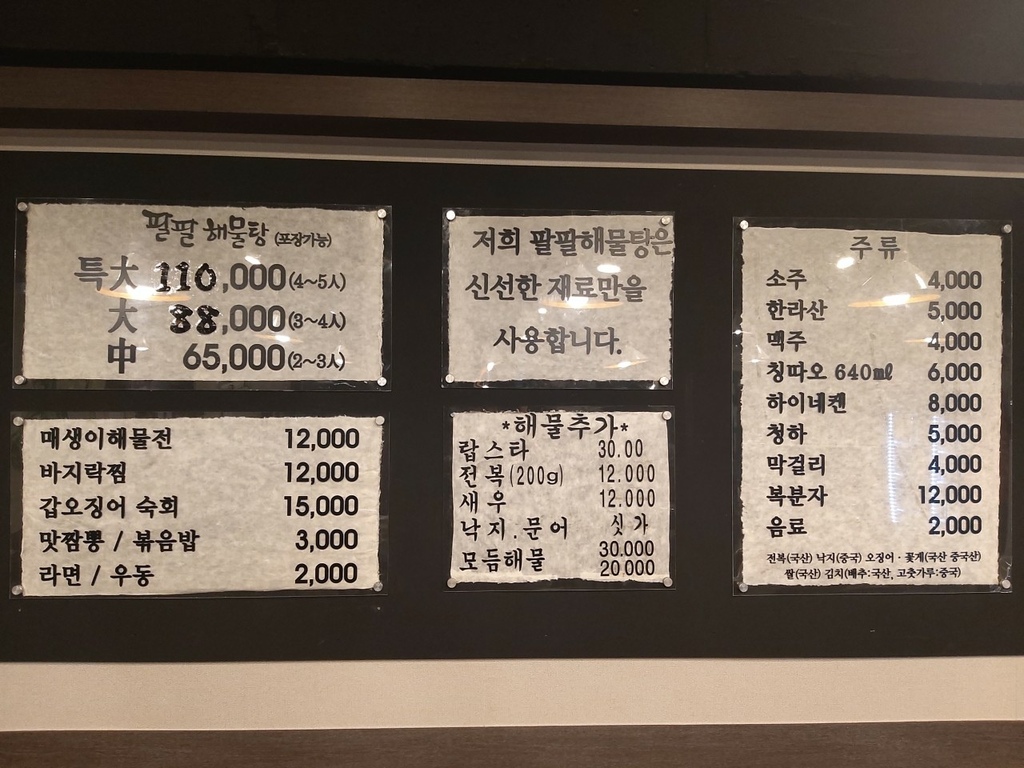 팔팔 해물탕 (포장가능)
특大 110,000 (4~5人)
大 88,000 (3~4人)
中 65,000 (2~3人)
저희 팔팔해물탕은
신선한 재료만을
사용합니다.
주류
소주 4,000
한라산 5,000
맥주 4,000
칭따오 640㎖ 6,000
하이네켄 8,000
청하 5,000
막걸리 4,000
복분자 12,000
음료 2,000
전복(국산) 낙지(중국) 오징어·꽃게(국산 중국산)
쌀(국산) 김치(배추:국산, 고춧가루:중국)
매생이해물전 12,000
바지락찜 12,000
갑오징어 숙회 15,000
맛짬뽕 / 볶음밥 3,000
라면 / 우동 2,000
*해물추가*
랍스타 30.00
전복(200g) 12.000
새우 12.000
낙지.문어 싯가
모듬해물 30.000
20 000